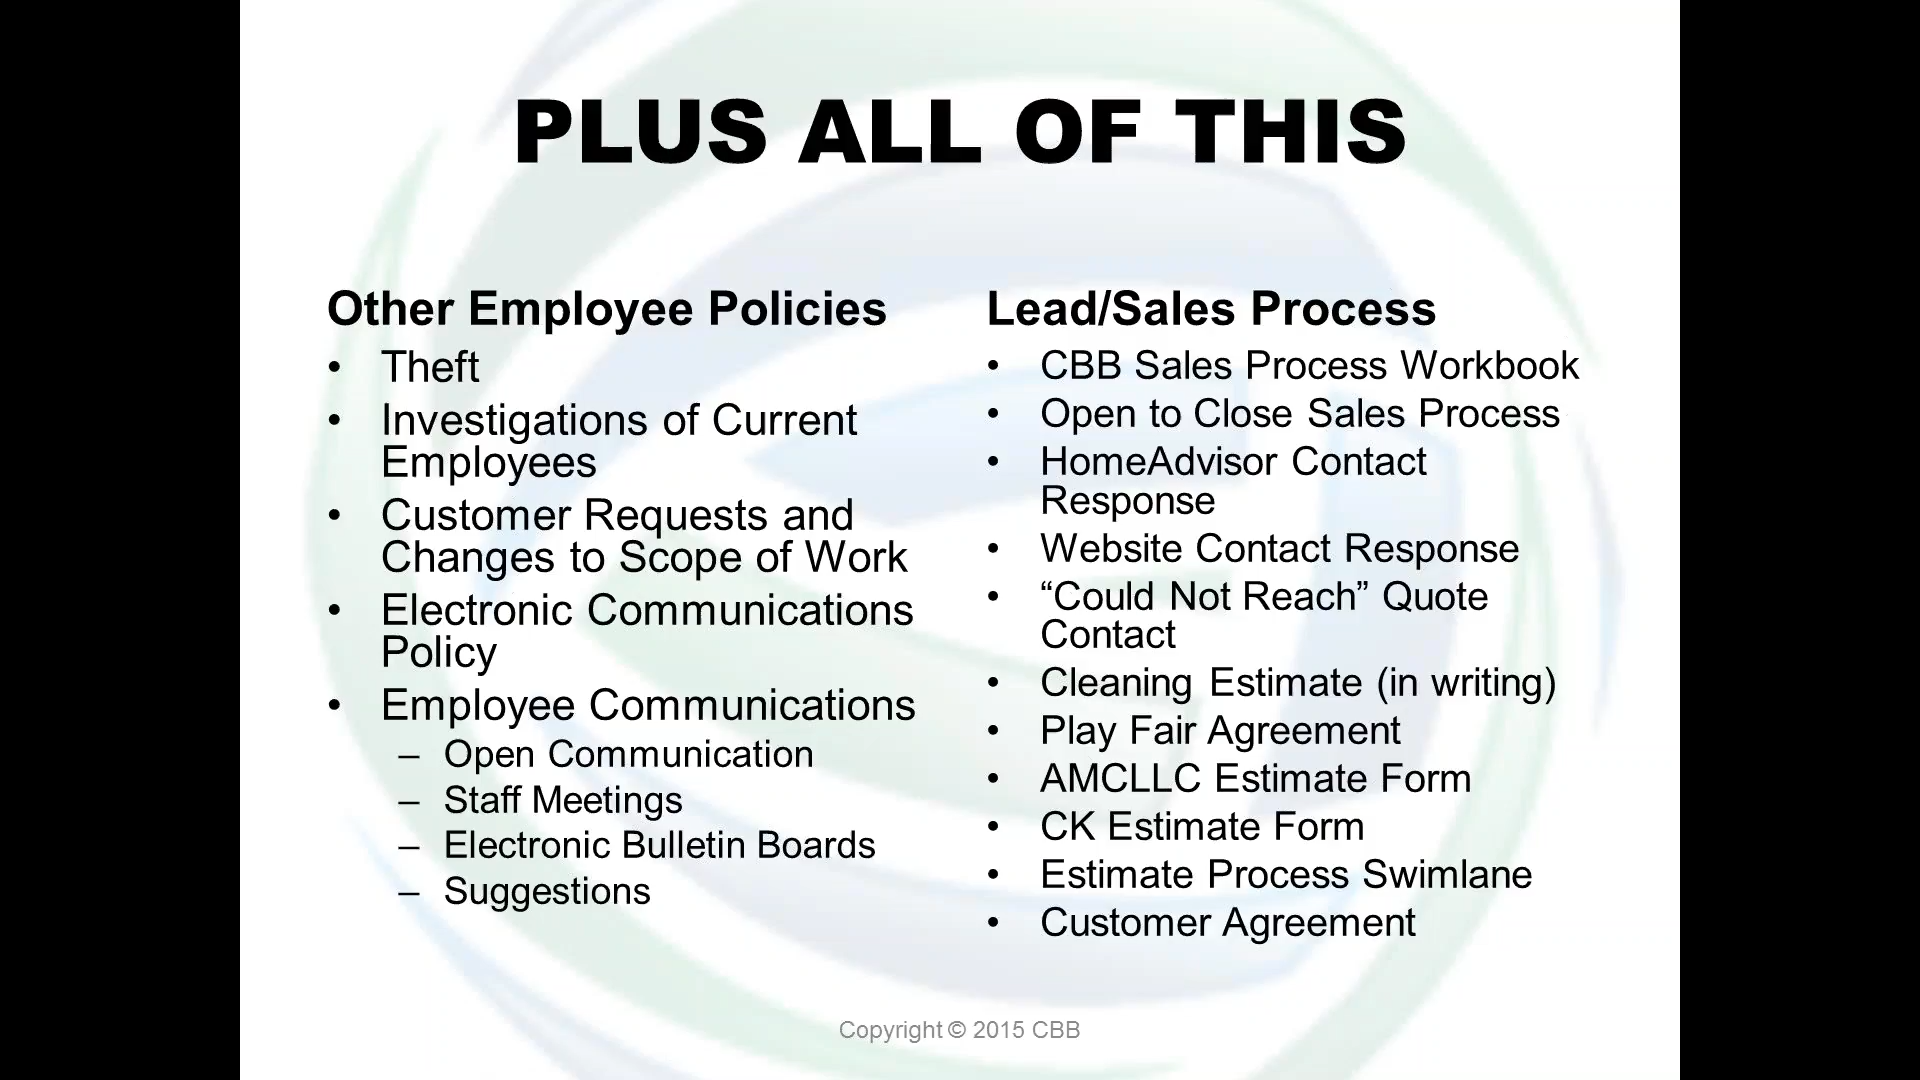 PLUS ALL OF THIS
Other Employee Policies
• Theft
• Investigations of Current
Employees
• Customer Requests and
Changes to Scope of Work
• Electronic Communications
Policy
• Employee Communications
– Open Communication
– Staff Meetings
– Electronic Bulletin Boards
– Suggestions
Lead/Sales Process
• CBB Sales Process Workbook
• Open to Close Sales Process
• HomeAdvisor Contact
Response
• Website Contact Response
• “Could Not Reach” Quote
Contact
• Cleaning Estimate (in writing)
• Play Fair Agreement
• AMCLLC Estimate Form
• CK Estimate Form
• Estimate Process Swimlane
• Customer Agreement
Copyright © 2015 CBB